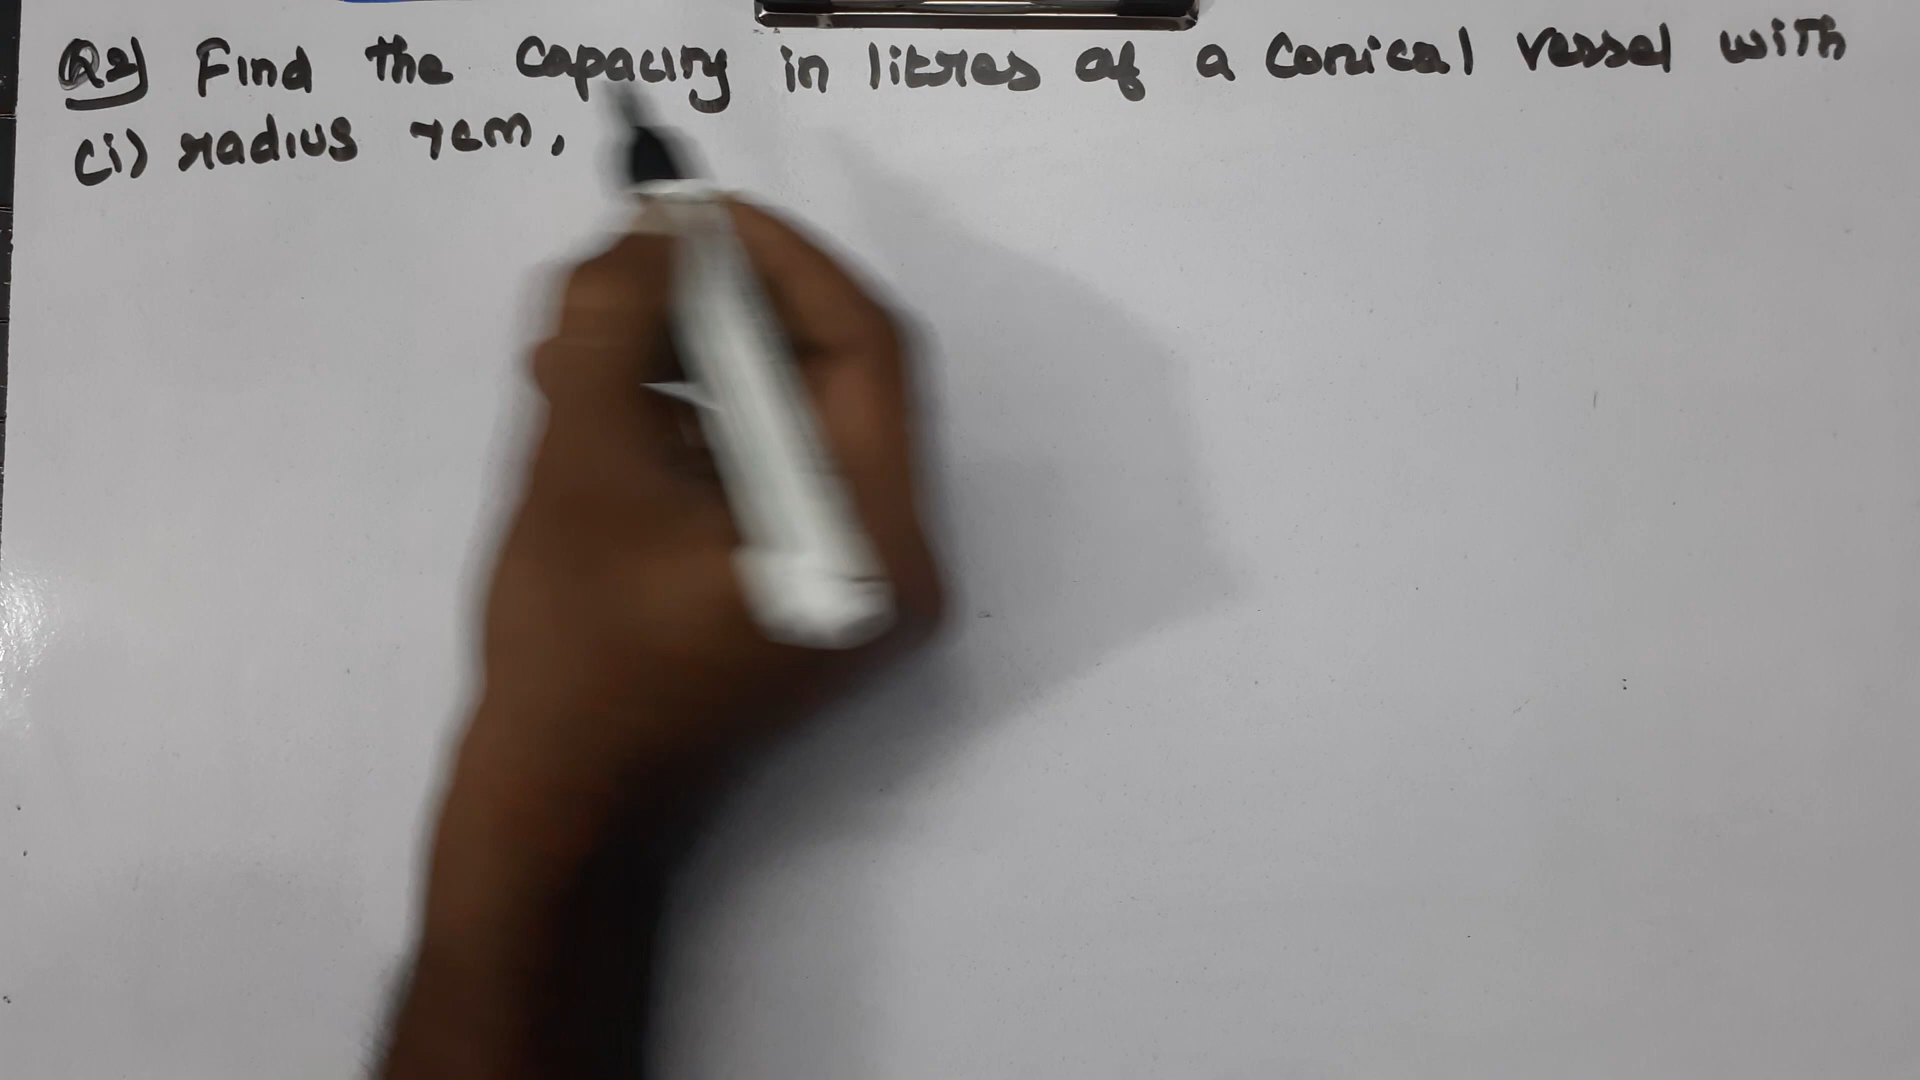 Q2) Find the capacity in litres of a conical vessel with
(i) radius 7cm,